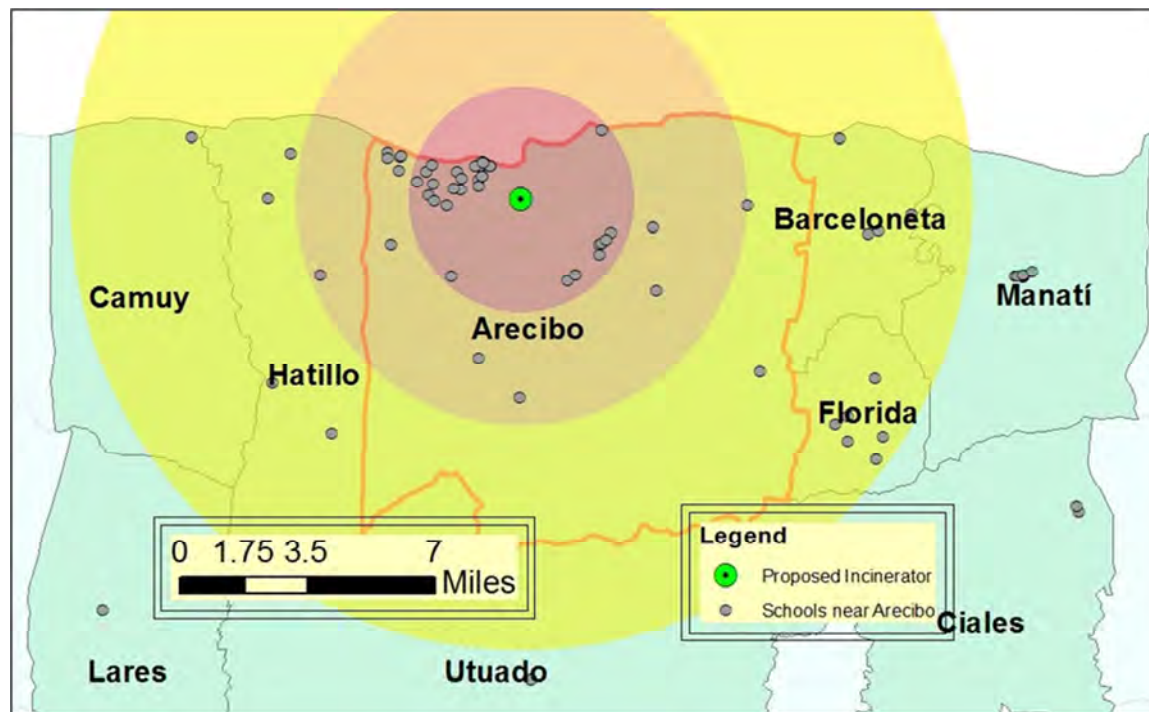 Barceloneta
Camuy
Manatí
Arecibo
Hatillo
Florida
0 1.75 3.5 7
Miles
Legend
Proposed Incinerator
Schools near Arecibo
Ciales
Lares
Utuado